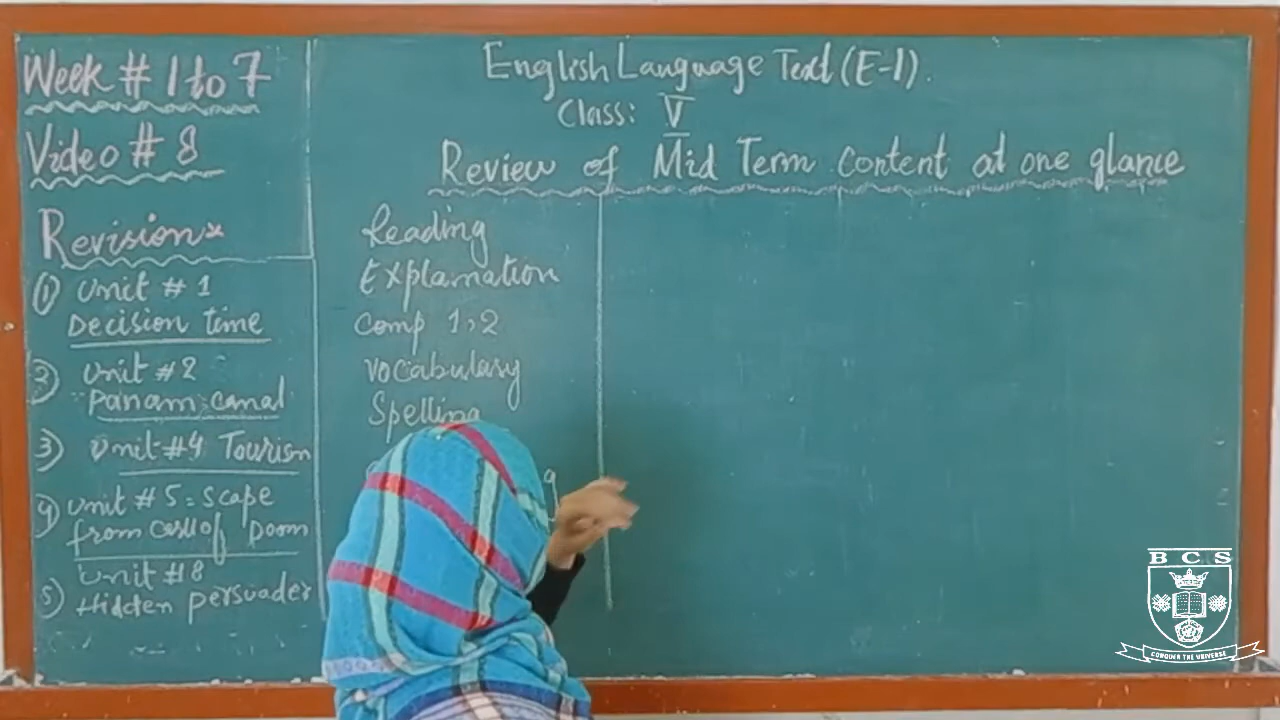 Week # 1 to 7
Video # 8
Revision
① Unit # 1
Decision time
② Unit # 2
Panam canal
3) Unit #4 Tourism
4) Unit # 5 = Scape
from of Doom
Unit #8
5) Hidden persuader
English Language Text (E-1).
Class: V
Review of Mid Term content at one glance
Reading
Explaination
Comp 1,2
vocabulary
Spelling
g
B C S
CONQUER THE UNIVERSE